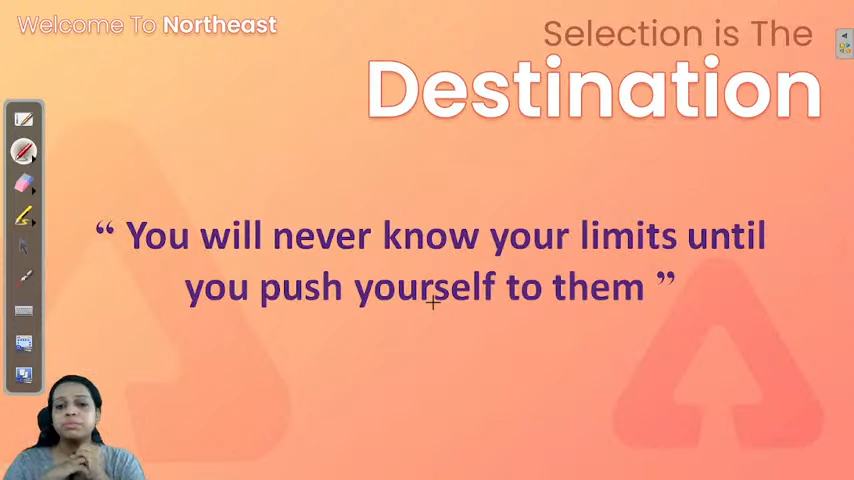 Welcome To Northeast
Selection is The
Destination
“ You will never know your limits until
you push yourself to them ”